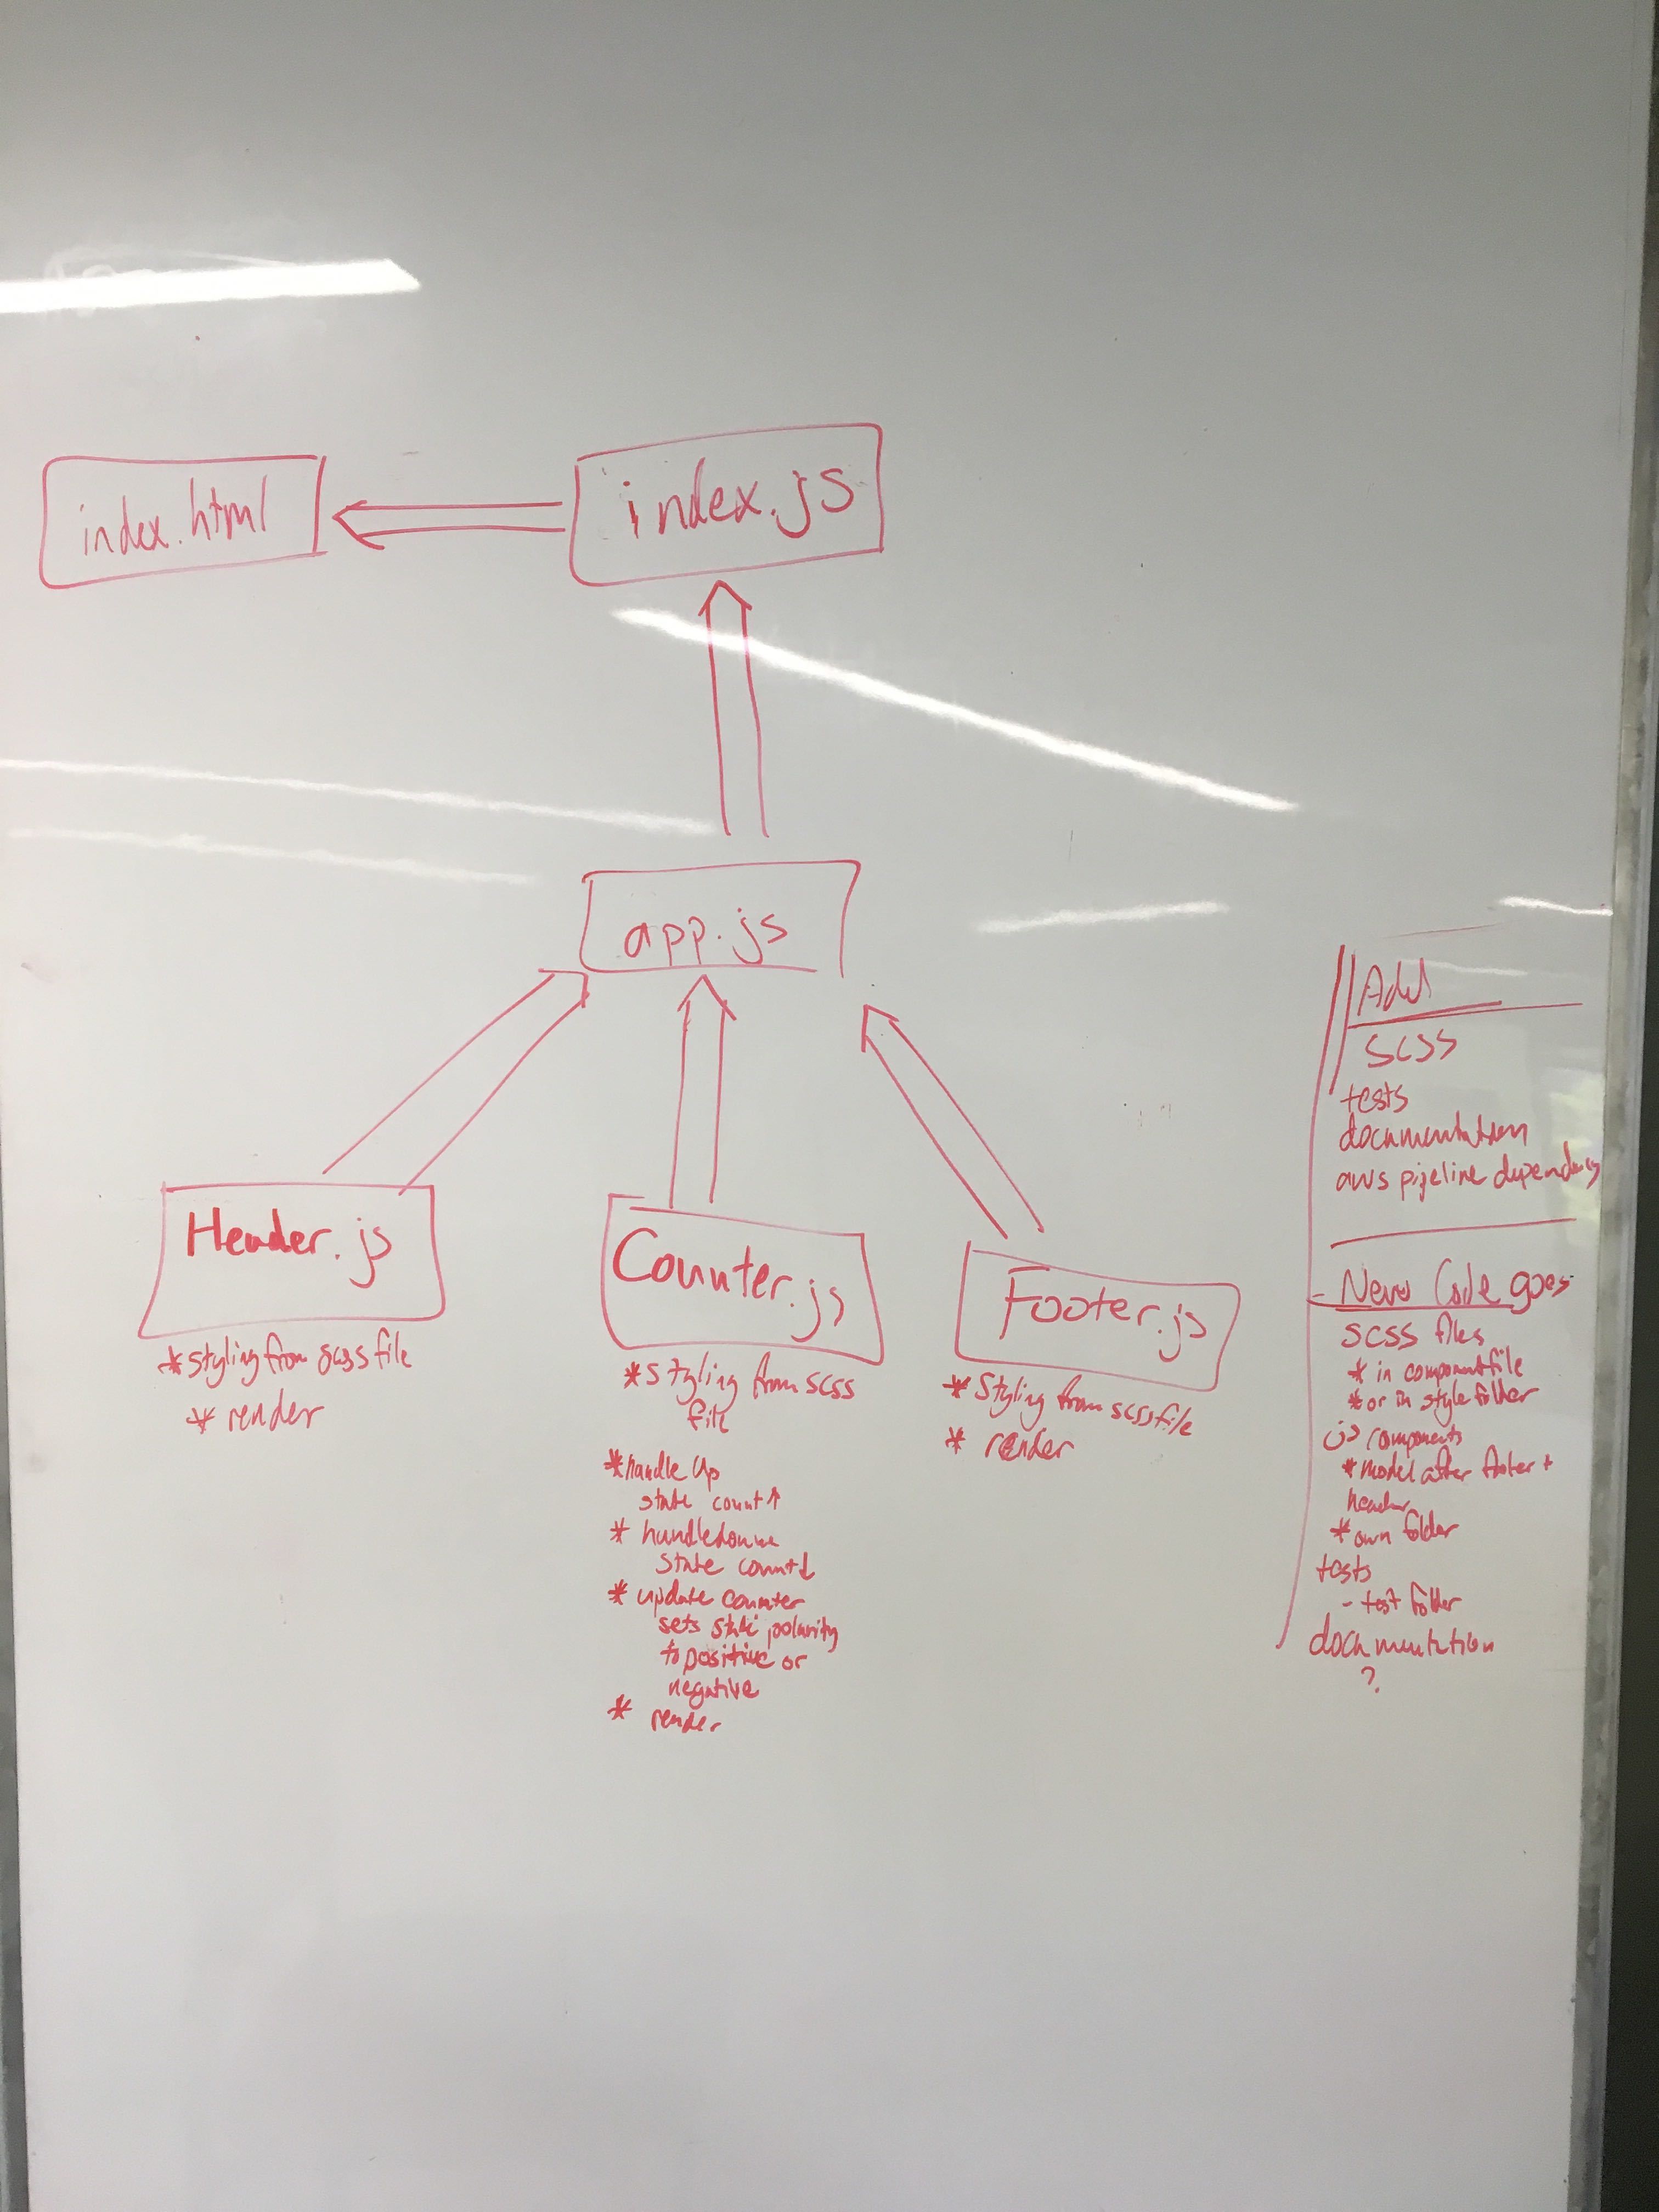 index.html
index.js
app.js
Header.js
*styling from scss file
* render
Counter.js
*styling from scss
file
*handle Up
state count↑
* handledown
state count↓
* update counter
sets state polarity
to positive or
negative
* render
Footer.js
* Styling from scss file
* render
Add
SCSS
tests
documentation
aws pipeline dependency
- New Code goes
SCSS files
* in component file
* or in style folder
js components
* model after footer +
header
* own folder
tests
- test folder
documentation
?